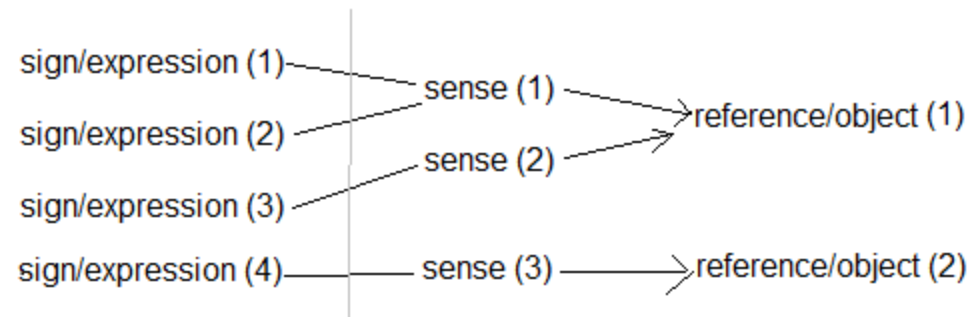 sign/expression (1)
sense (1)
reference/object (1)
sign/expression (2)
sense (2)
sign/expression (3)
sign/expression (4)
sense (3)
reference/object (2)